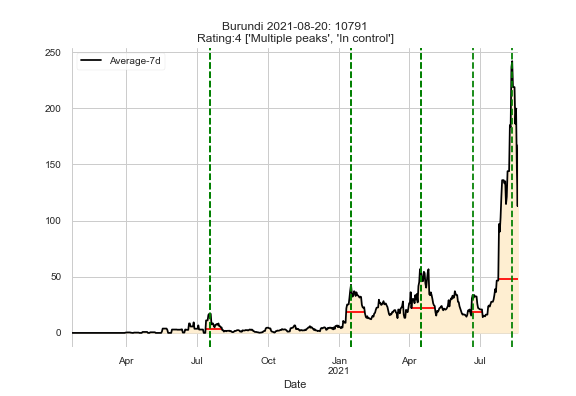 Burundi 2021-08-20: 10791
Rating:4 ['Multiple peaks', 'In control']
Average-7d
250
200
150
100
50
0
Apr Jul Oct Jan Apr Jul
2021
Date